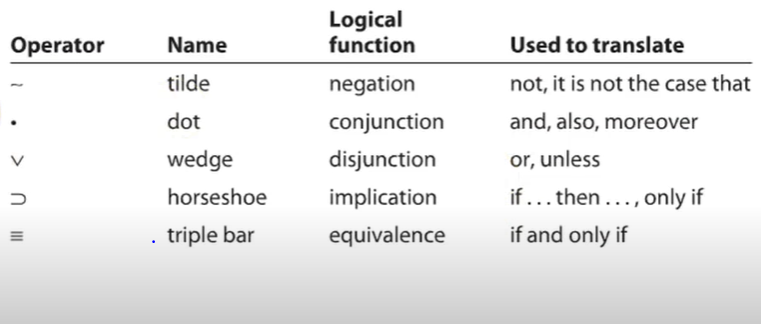 Logical
Operator Name function Used to translate
~ tilde negation not, it is not the case that
• dot conjunction and, also, moreover
∨ wedge disjunction or, unless
⊃ horseshoe implication if . . . then . . . , only if
≡ . triple bar equivalence if and only if